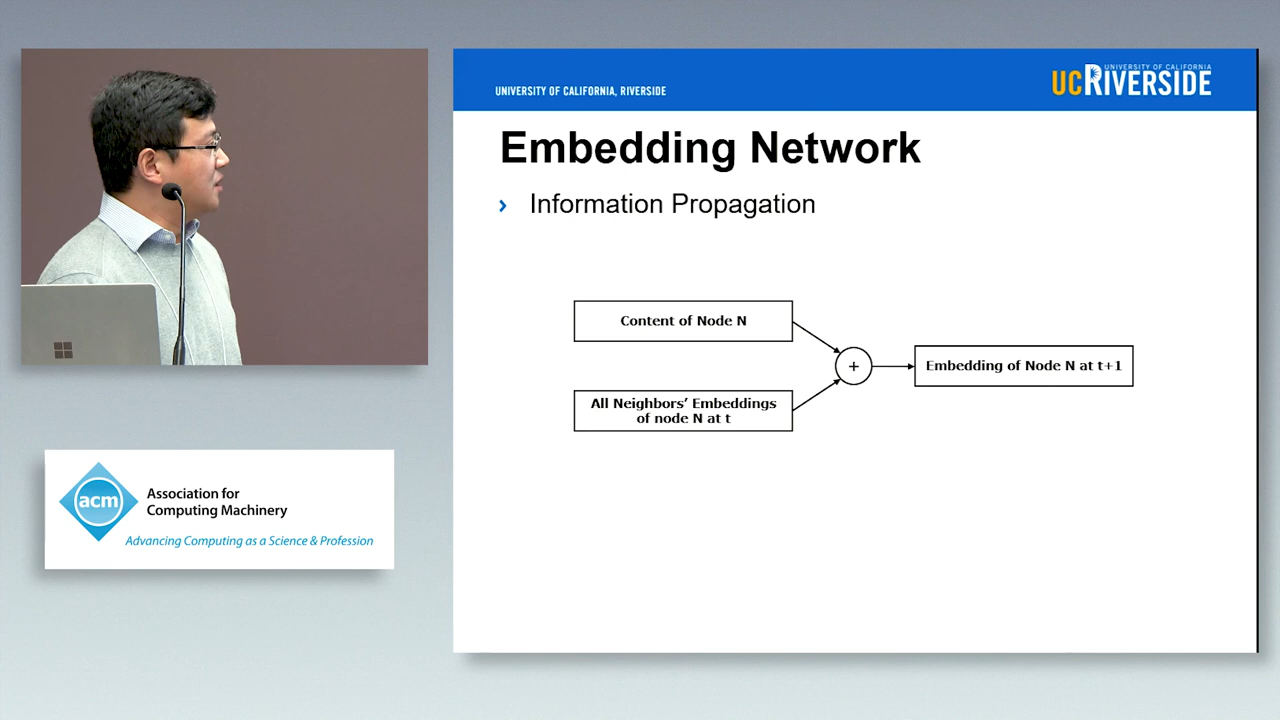 UNIVERSITY OF CALIFORNIA, RIVERSIDE
UNIVERSITY OF CALIFORNIA
UCRIVERSIDE
Embedding Network
› Information Propagation
Content of Node N
All Neighbors’ Embeddings
of node N at t
+
Embedding of Node N at t+1
acm
Association for
Computing Machinery
Advancing Computing as a Science & Profession